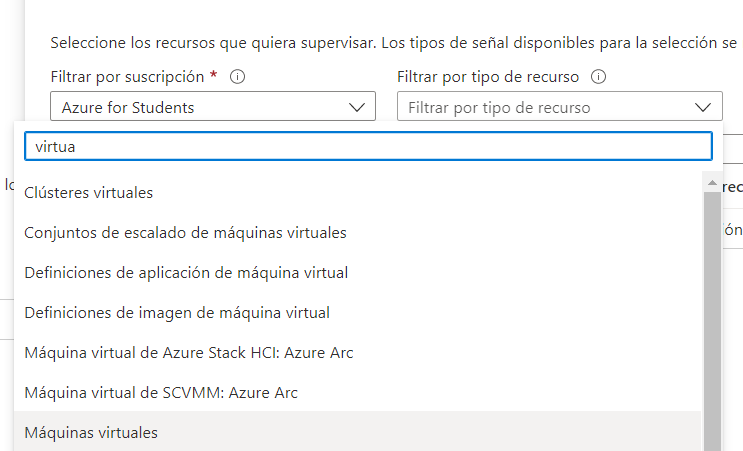 Seleccione los recursos que quiera supervisar. Los tipos de señal disponibles para la selección se
Filtrar por suscripción * Filtrar por tipo de recurso
Azure for Students Filtrar por tipo de recurso
virtua
Clústeres virtuales
Conjuntos de escalado de máquinas virtuales
Definiciones de aplicación de máquina virtual
Definiciones de imagen de máquina virtual
Máquina virtual de Azure Stack HCI: Azure Arc
Máquina virtual de SCVMM: Azure Arc
Máquinas virtuales